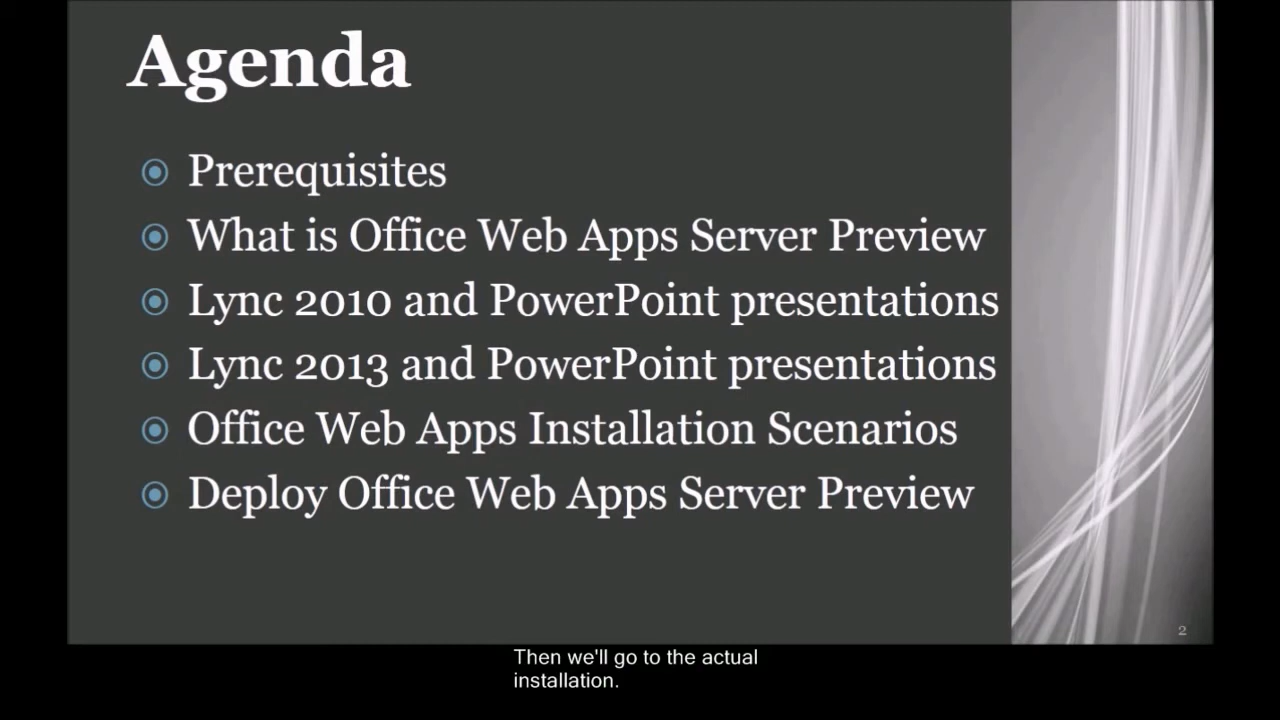 Agenda
Prerequisites
What is Office Web Apps Server Preview
Lync 2010 and PowerPoint presentations
Lync 2013 and PowerPoint presentations
Office Web Apps Installation Scenarios
Deploy Office Web Apps Server Preview
2
Then we'll go to the actual
installation.